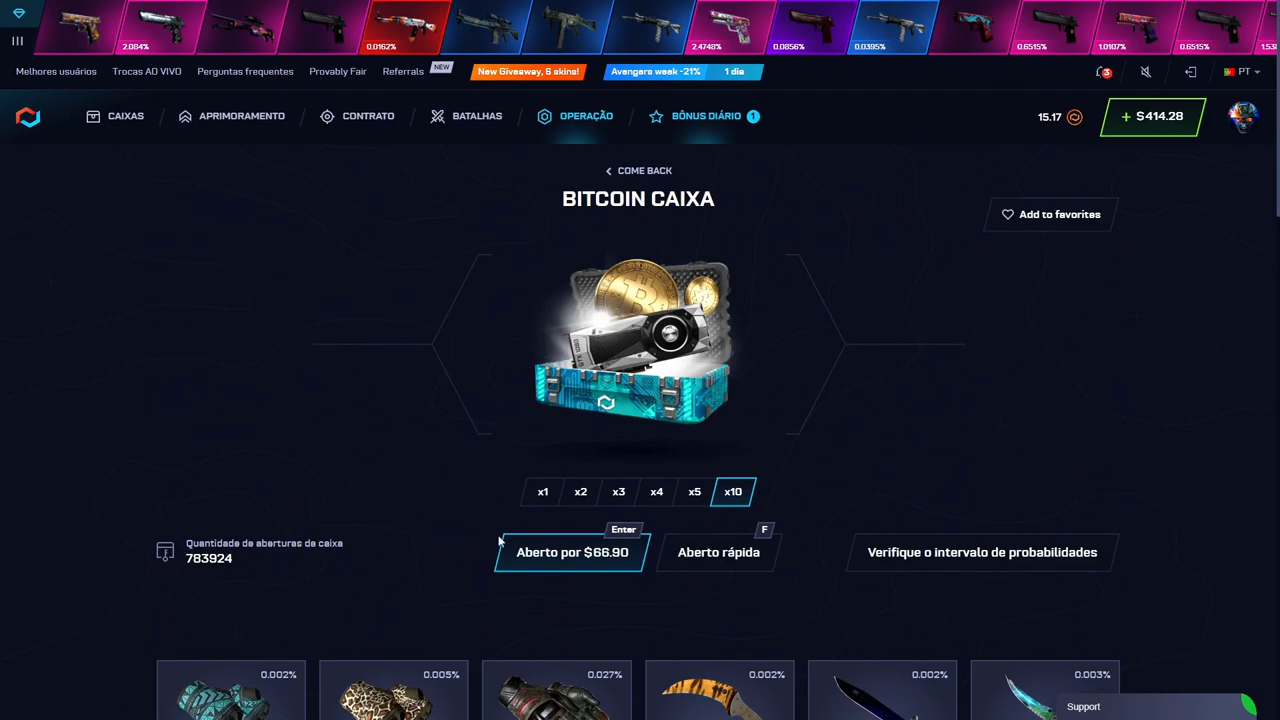 2.084%
0.0162%
2.4748%
0.0856%
0.0395%
0.6515%
1.0107%
0.6515%
Melhores usuários
Trocas AO VIVO
Perguntas frequentes
Provably Fair
Referrals
NEW
New Giveaway, 6 skins!
Avengers week -21%
1 dia
3
PT
CAIXAS
APRIMORAMENTO
CONTRATO
BATALHAS
OPERAÇÃO
BÔNUS DIÁRIO
1
15.17
+ $414.28
COME BACK
BITCOIN CAIXA
Add to favorites
GTX 1080
x1
x2
x3
x4
x5
x10
Enter
F
Quantidade de aberturas da caixa
783924
Aberto por $66.90
Aberto rápida
Verifique o intervalo de probabilidades
0.002%
0.005%
0.027%
0.002%
0.002%
0.003%
Support